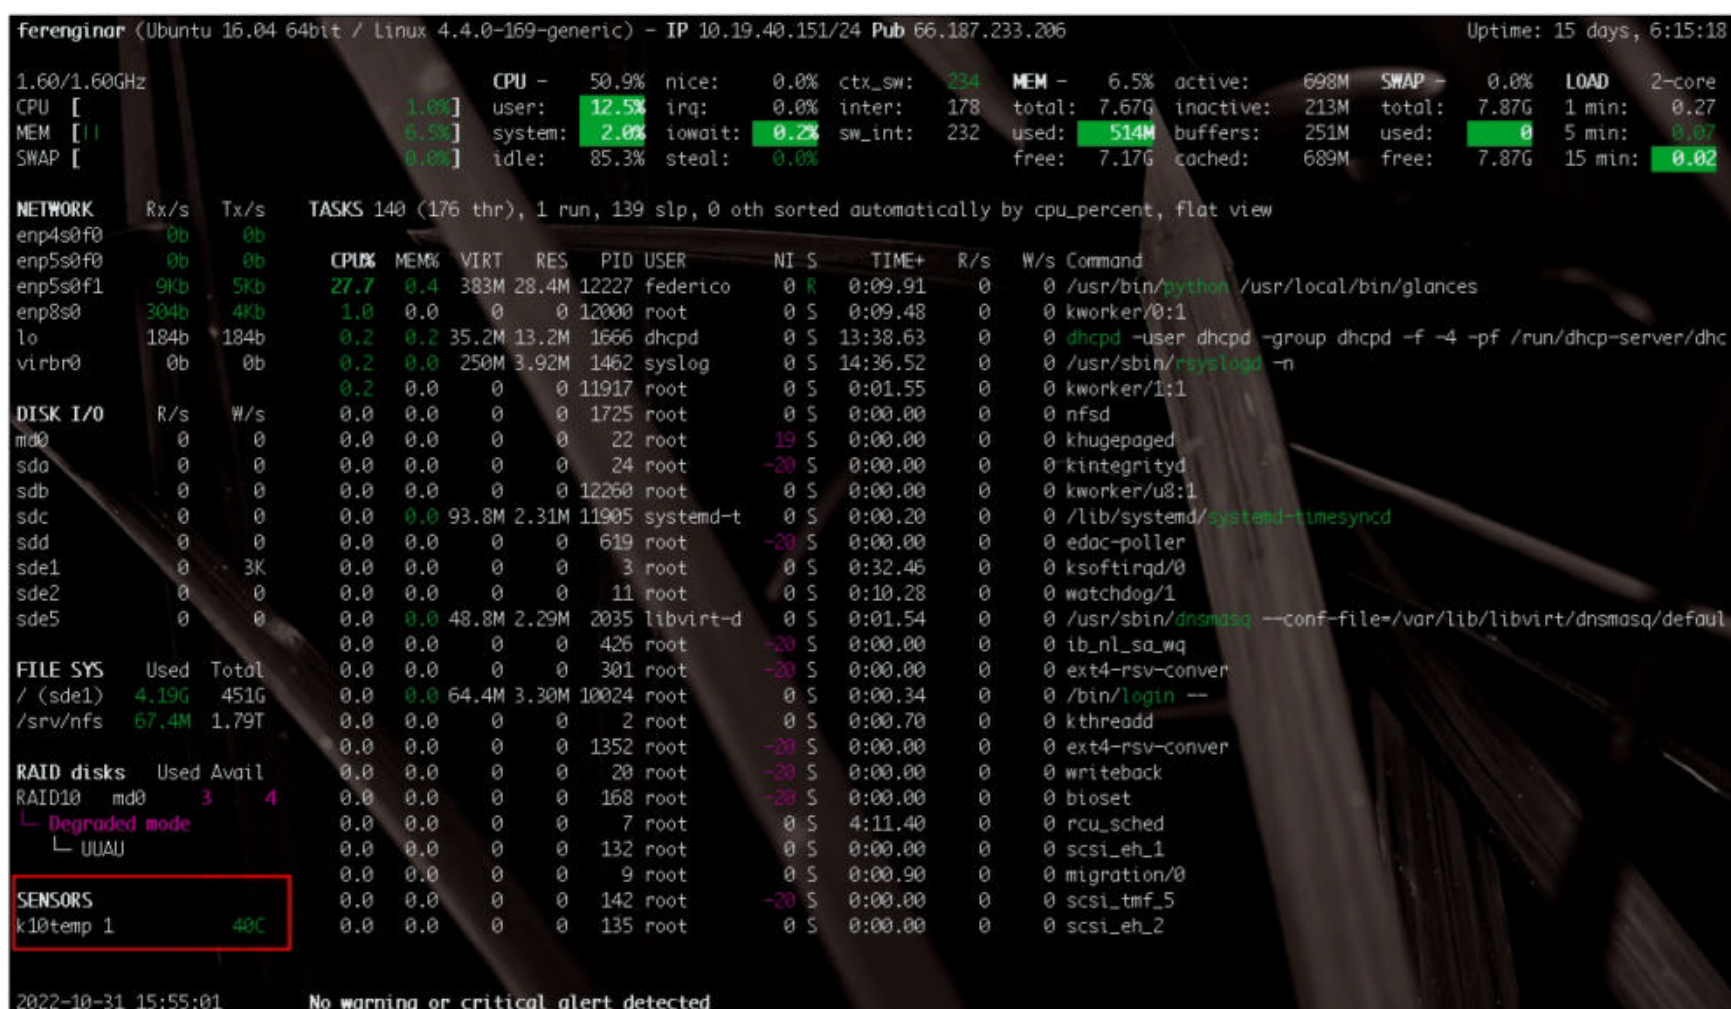 ferenginar (Ubuntu 16.04 64bit / Linux 4.4.0-169-generic) - IP 10.19.40.151/24 Pub 66.187.233.206 Uptime: 15 days, 6:15:18
1.60/1.60GHz CPU - 50.9% nice: 0.0% ctx_sw: 234 MEM - 6.5% active: 698M SWAP - 0.0% LOAD 2-core
CPU [ 1.0%] user: 12.5% irq: 0.0% inter: 178 total: 7.67G inactive: 213M total: 7.87G 1 min: 0.27
MEM [|| 6.5%] system: 2.0% iowait: 0.2% sw_int: 232 used: 514M buffers: 251M used: 0 5 min: 0.07
SWAP [ 0.0%] idle: 85.3% steal: 0.0% free: 7.17G cached: 689M free: 7.87G 15 min: 0.02
NETWORK Rx/s Tx/s TASKS 140 (176 thr), 1 run, 139 slp, 0 oth sorted automatically by cpu_percent, flat view
enp4s0f0 0b 0b
enp5s0f0 0b 0b CPU% MEM% VIRT RES PID USER NI S TIME+ R/s W/s Command
enp5s0f1 9Kb 5Kb 27.7 0.4 383M 28.4M 12227 federico 0 R 0:09.91 0 0 /usr/bin/python /usr/local/bin/glances
enp8s0 304b 4Kb 1.0 0.0 0 0 12000 root 0 S 0:09.48 0 0 kworker/0:1
lo 184b 184b 0.2 0.2 35.2M 13.2M 1666 dhcpd 0 S 13:38.63 0 0 dhcpd -user dhcpd -group dhcpd -f -4 -pf /run/dhcp-server/dhc
virbr0 0b 0b 0.2 0.0 250M 3.92M 1462 syslog 0 S 14:36.52 0 0 /usr/sbin/rsyslogd -n
0.2 0.0 0 0 11917 root 0 S 0:01.55 0 0 kworker/1:1
DISK I/O R/s W/s 0.0 0.0 0 0 1725 root 0 S 0:00.00 0 0 nfsd
md0 0 0 0.0 0.0 0 0 22 root 19 S 0:00.00 0 0 khugepaged
sda 0 0 0.0 0.0 0 0 24 root -20 S 0:00.00 0 0 kintegrityd
sdb 0 0 0.0 0.0 0 0 12260 root 0 S 0:00.00 0 0 kworker/u8:1
sdc 0 0 0.0 0.0 93.8M 2.31M 11905 systemd-t 0 S 0:00.20 0 0 /lib/systemd/systemd-timesyncd
sdd 0 0 0.0 0.0 0 0 619 root -20 S 0:00.00 0 0 edac-poller
sde1 0 3K 0.0 0.0 0 0 3 root 0 S 0:32.46 0 0 ksoftirqd/0
sde2 0 0 0.0 0.0 0 0 11 root 0 S 0:10.28 0 0 watchdog/1
sde5 0 0 0.0 0.0 48.8M 2.29M 2035 libvirt-d 0 S 0:01.54 0 0 /usr/sbin/dnsmasq --conf-file=/var/lib/libvirt/dnsmasq/defaul
0.0 0.0 0 0 426 root -20 S 0:00.00 0 0 ib_nl_sa_wq
FILE SYS Used Total 0.0 0.0 0 0 301 root -20 S 0:00.00 0 0 ext4-rsv-conver
/ (sde1) 4.19G 451G 0.0 0.0 64.4M 3.30M 10024 root 0 S 0:00.34 0 0 /bin/login --
/srv/nfs 67.4M 1.79T 0.0 0.0 0 0 2 root 0 S 0:00.70 0 0 kthreadd
0.0 0.0 0 0 1352 root -20 S 0:00.00 0 0 ext4-rsv-conver
RAID disks Used Avail 0.0 0.0 0 0 20 root -20 S 0:00.00 0 0 writeback
RAID10 md0 3 4 0.0 0.0 0 0 168 root -20 S 0:00.00 0 0 bioset
└─ Degraded mode 0.0 0.0 0 0 7 root 0 S 4:11.40 0 0 rcu_sched
└─ UUAU 0.0 0.0 0 0 132 root 0 S 0:00.00 0 0 scsi_eh_1
0.0 0.0 0 0 9 root 0 S 0:00.90 0 0 migration/0
SENSORS 0.0 0.0 0 0 142 root -20 S 0:00.00 0 0 scsi_tmf_5
k10temp 1 40C 0.0 0.0 0 0 135 root 0 S 0:00.00 0 0 scsi_eh_2
2022-10-31 15:55:01 No warning or critical alert detected